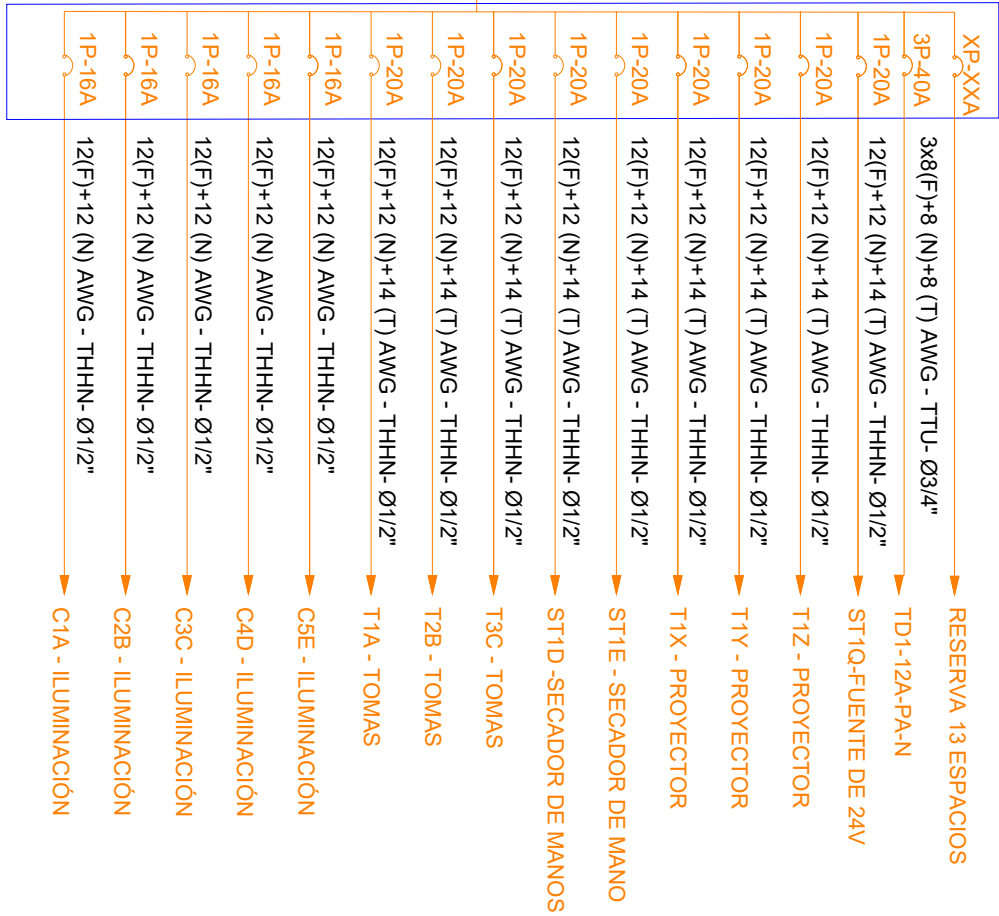 XP-XXA RESERVA 13 ESPACIOS
3P-40A 3x8(F)+8 (N)+8 (T) AWG - TTU- Ø3/4" TD1-12A-PA-N
1P-20A 12(F)+12 (N)+14 (T) AWG - THHN- Ø1/2" ST1Q-FUENTE DE 24V
1P-20A 12(F)+12 (N)+14 (T) AWG - THHN- Ø1/2" T1Z - PROYECTOR
1P-20A 12(F)+12 (N)+14 (T) AWG - THHN- Ø1/2" T1Y - PROYECTOR
1P-20A 12(F)+12 (N)+14 (T) AWG - THHN- Ø1/2" T1X - PROYECTOR
1P-20A 12(F)+12 (N)+14 (T) AWG - THHN- Ø1/2" ST1E - SECADOR DE MANO
1P-20A 12(F)+12 (N)+14 (T) AWG - THHN- Ø1/2" ST1D -SECADOR DE MANOS
1P-20A 12(F)+12 (N)+14 (T) AWG - THHN- Ø1/2" T3C - TOMAS
1P-20A 12(F)+12 (N)+14 (T) AWG - THHN- Ø1/2" T2B - TOMAS
1P-20A 12(F)+12 (N)+14 (T) AWG - THHN- Ø1/2" T1A - TOMAS
1P-16A 12(F)+12 (N) AWG - THHN- Ø1/2" C5E - ILUMINACIÓN
1P-16A 12(F)+12 (N) AWG - THHN- Ø1/2" C4D - ILUMINACIÓN
1P-16A 12(F)+12 (N) AWG - THHN- Ø1/2" C3C - ILUMINACIÓN
1P-16A 12(F)+12 (N) AWG - THHN- Ø1/2" C2B - ILUMINACIÓN
1P-16A 12(F)+12 (N) AWG - THHN- Ø1/2" C1A - ILUMINACIÓN